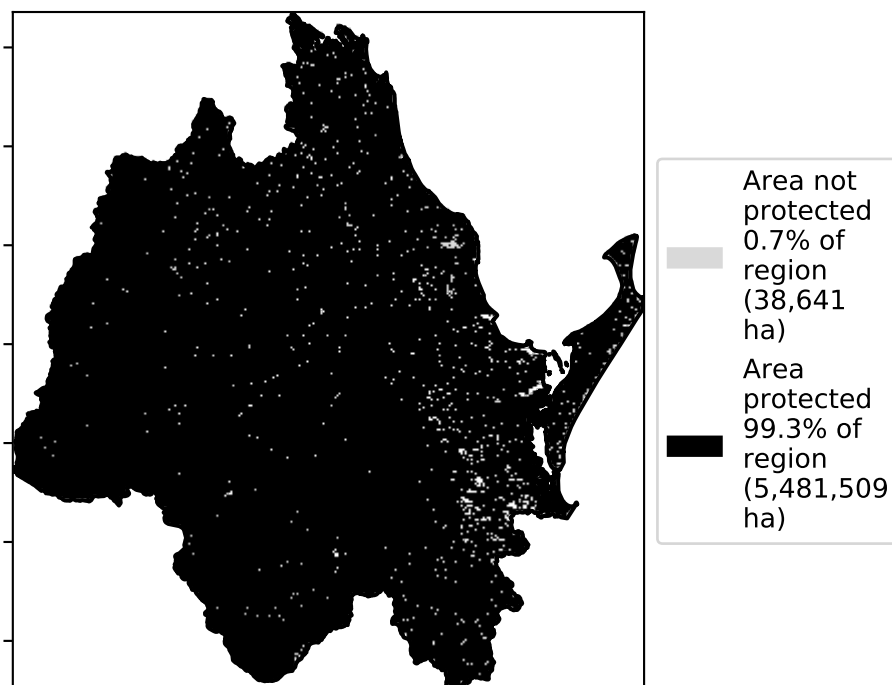 Area not
protected
0.7% of
region
(38,641
ha)
Area
protected
99.3% of
region
(5,481,509
ha)